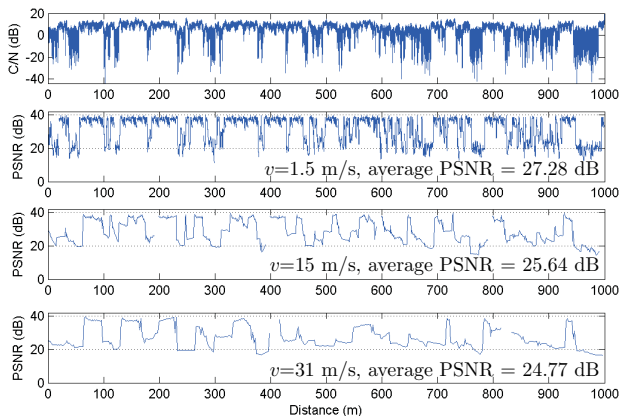 20
0
-20
-40
C/N (dB)
0 100 200 300 400 500 600 700 800 900 1000
40
20
0
PSNR (dB)
v=1.5 m/s, average PSNR = 27.28 dB
0 100 200 300 400 500 600 700 800 900 1000
40
20
0
PSNR (dB)
v=15 m/s, average PSNR = 25.64 dB
0 100 200 300 400 500 600 700 800 900 1000
40
20
0
PSNR (dB)
v=31 m/s, average PSNR = 24.77 dB
0 100 200 300 400 500 600 700 800 900 1000
Distance (m)